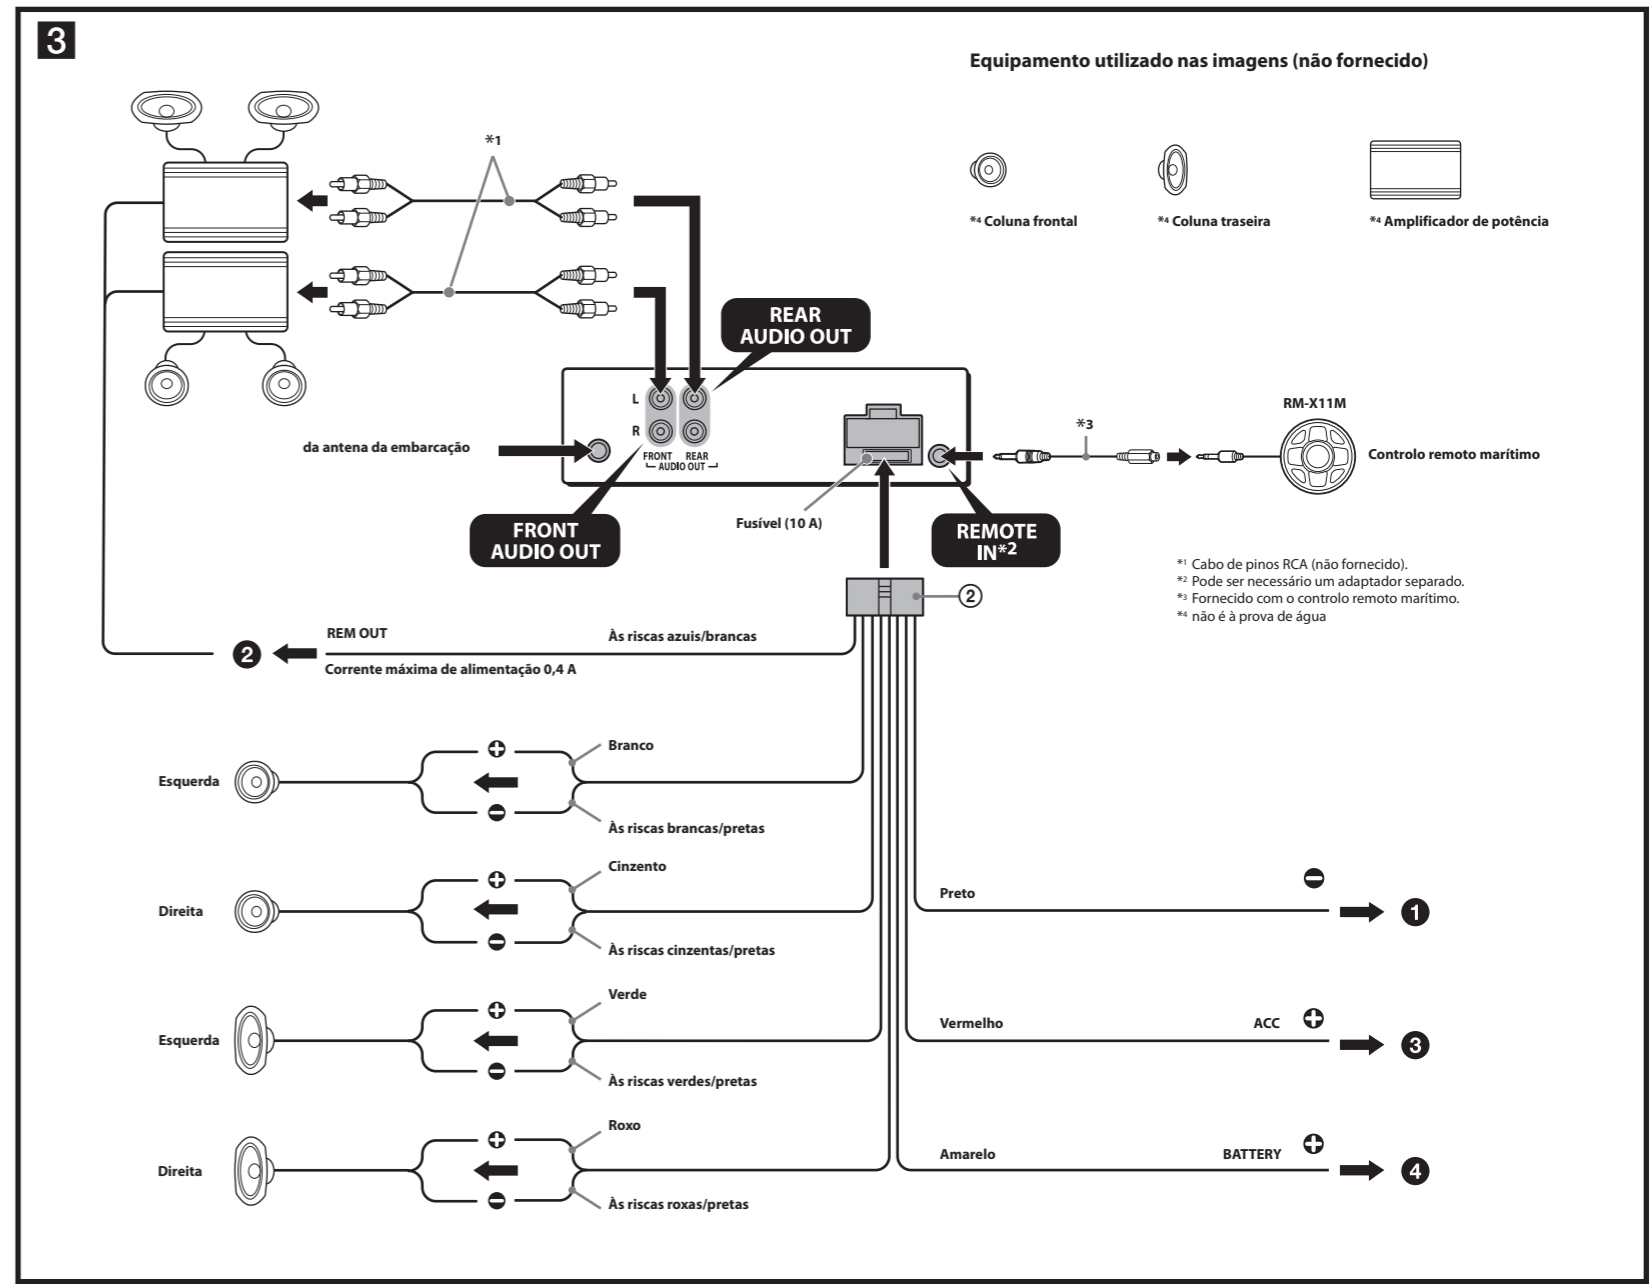 3
Equipamento utilizado nas imagens (não fornecido)
*1
*4 Coluna frontal
*4 Coluna traseira
*4 Amplificador de potência
REAR
AUDIO OUT
L
R
FRONT REAR
AUDIO OUT
da antena da embarcação
FRONT
AUDIO OUT
Fusível (10 A)
REMOTE
IN*2
*3
RM-X11M
Controlo remoto marítimo
*1 Cabo de pinos RCA (não fornecido).
*2 Pode ser necessário um adaptador separado.
*3 Fornecido com o controlo remoto marítimo.
*4 não é à prova de água
2
2
REM OUT
Às riscas azuis/brancas
Corrente máxima de alimentação 0,4 A
Esquerda
+
−
Branco
Às riscas brancas/pretas
Direita
+
−
Cinzento
Às riscas cinzentas/pretas
Esquerda
+
−
Verde
Às riscas verdes/pretas
Direita
+
−
Roxo
Às riscas roxas/pretas
Preto
−
1
Vermelho
ACC +
3
Amarelo
BATTERY +
4